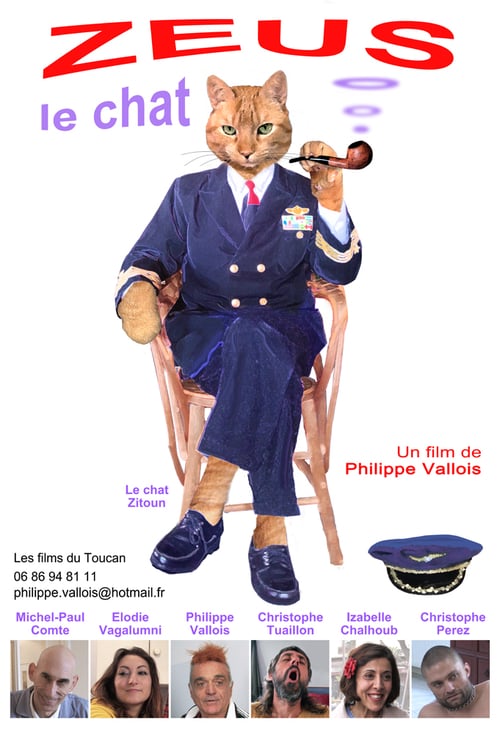 ZEUS
le chat
Un film de
Philippe Vallois
Le chat
Zitoun
Les films du Toucan
06 86 94 81 11
philippe.vallois@hotmail.fr
Michel-Paul
Comte
Elodie
Vagalumni
Philippe
Vallois
Christophe
Tuaillon
Izabelle
Chalhoub
Christophe
Perez